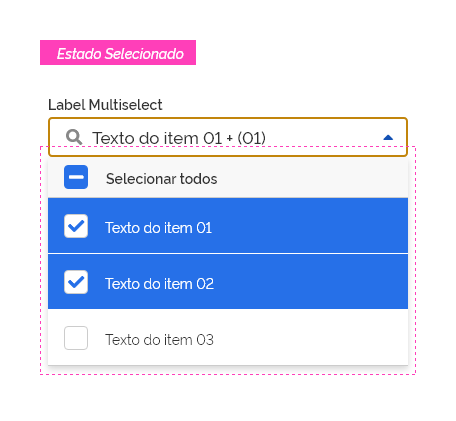 Estado Selecionado
Label Multiselect
Texto do item 01 + (01)
Selecionar todos
Texto do item 01
Texto do item 02
Texto do item 03